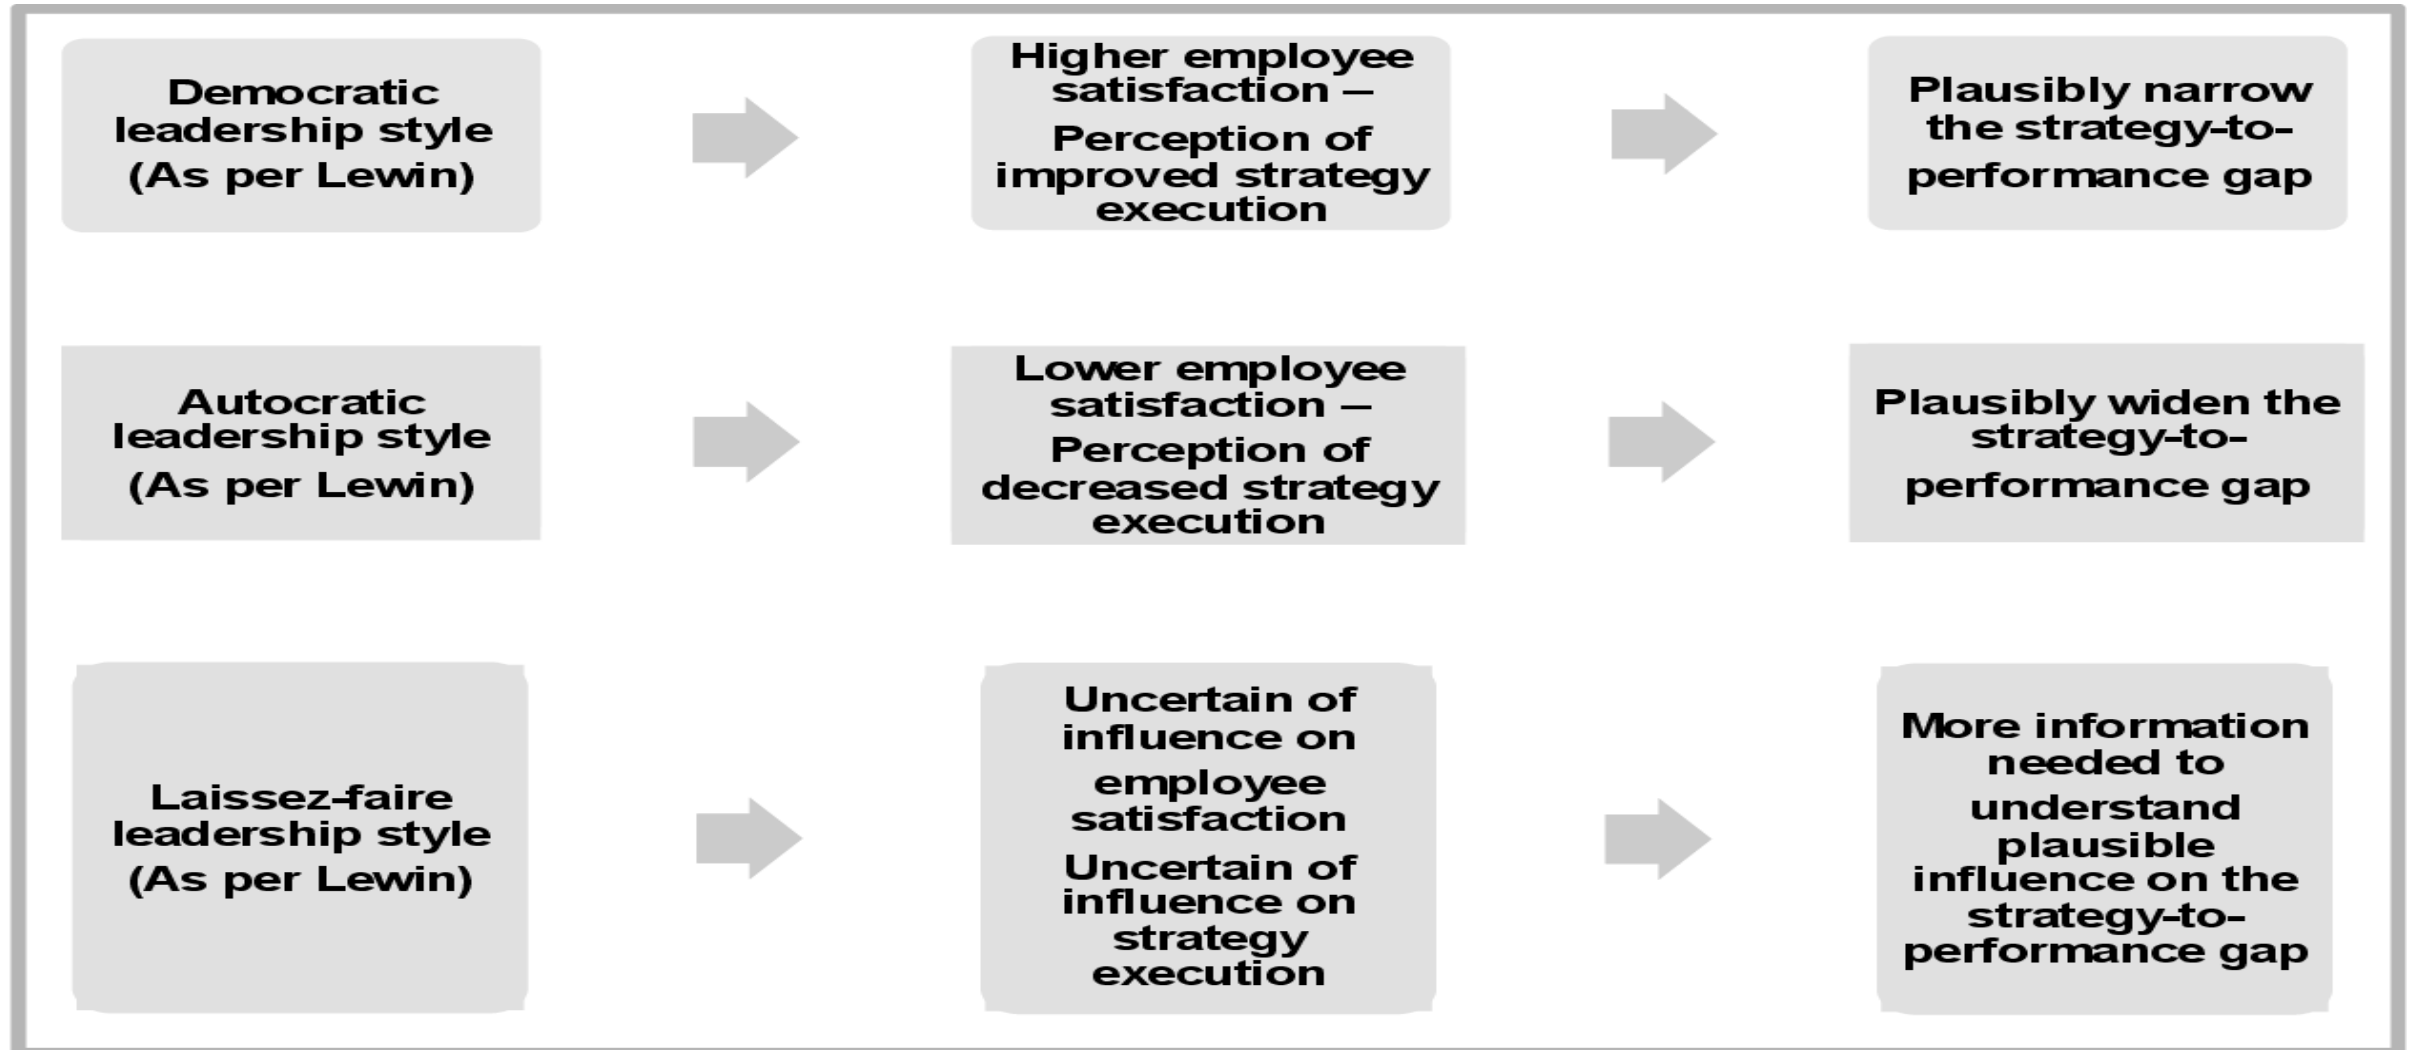 Democratic
leadership style
(As per Lewin)
Higher employee
satisfaction –
Perception of
improved strategy
execution
Plausibly narrow
the strategy-to-
performance gap
Autocratic
leadership style
(As per Lewin)
Lower employee
satisfaction –
Perception of
decreased strategy
execution
Plausibly widen the
strategy-to-
performance gap
Laissez-faire
leadership style
(As per Lewin)
Uncertain of
influence on
employee
satisfaction
Uncertain of
influence on
strategy
execution
More information
needed to
understand
plausible
influence on the
strategy-to-
performance gap